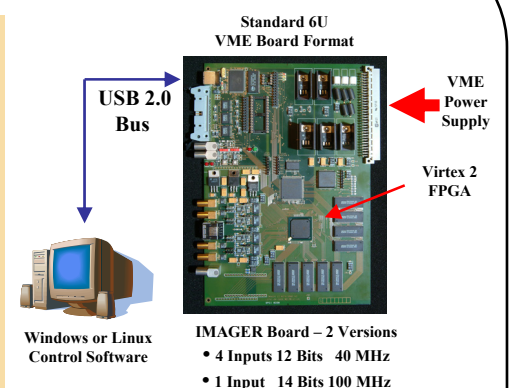 Standard 6U
VME Board Format
USB 2.0
Bus
VME
Power
Supply
Virtex 2
FPGA
Windows or Linux
Control Software
IMAGER Board – 2 Versions
• 4 Inputs 12 Bits 40 MHz
• 1 Input 14 Bits 100 MHz